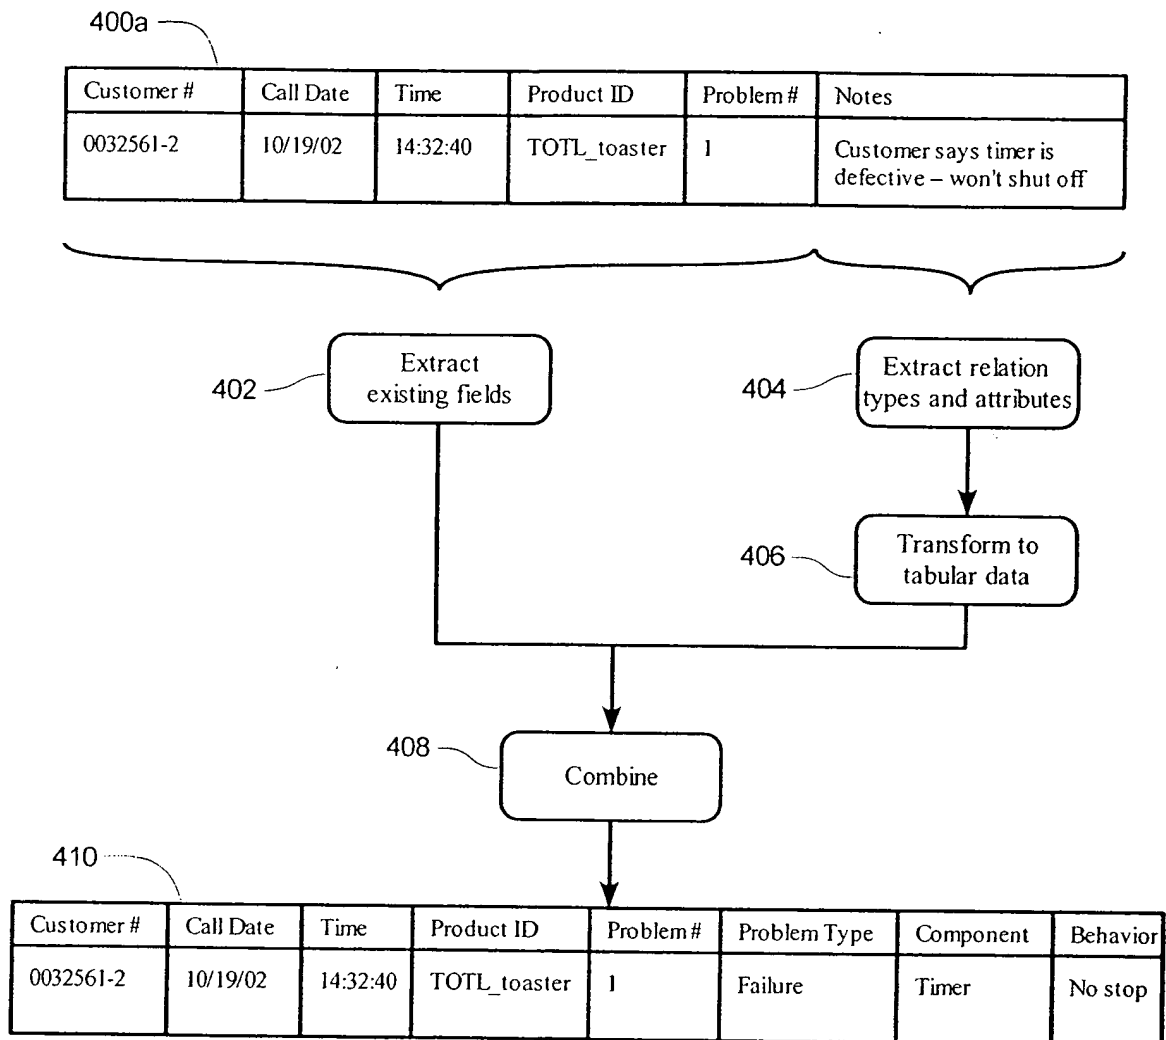 400a
Customer # Call Date Time Product ID Problem # Notes
0032561-2 10/19/02 14:32:40 TOTL_toaster 1 Customer says timer is
defective – won't shut off
402
Extract
existing fields
404
Extract relation
types and attributes
406
Transform to
tabular data
408
Combine
410
Customer # Call Date Time Product ID Problem # Problem Type Component Behavior
0032561-2 10/19/02 14:32:40 TOTL_toaster 1 Failure Timer No stop